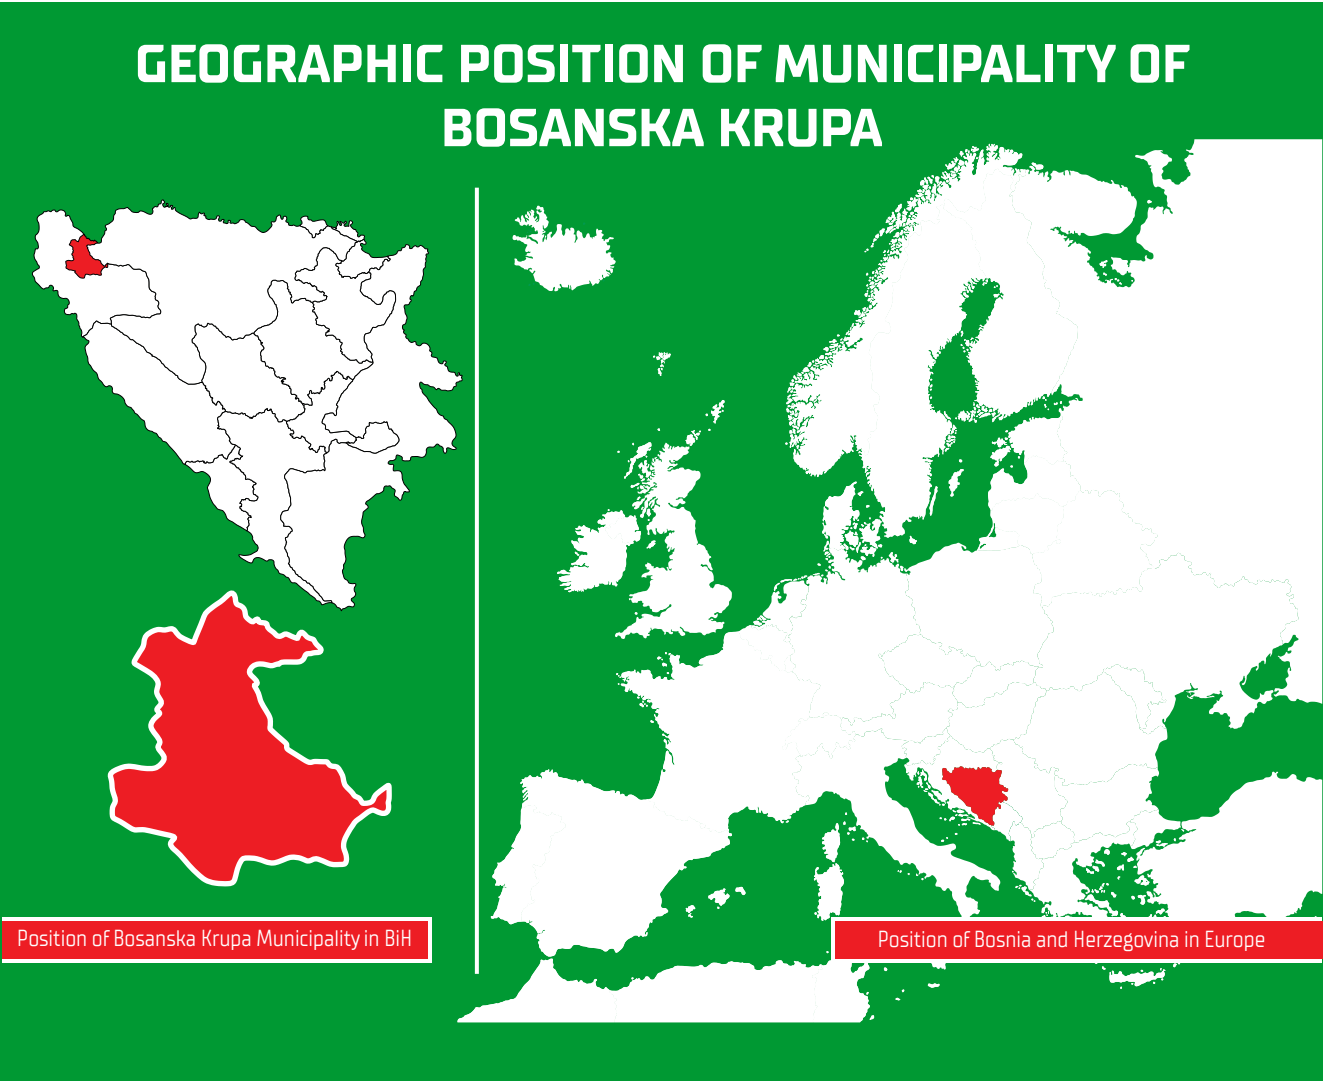 GEOGRAPHIC POSITION OF MUNICIPALITY OF
BOSANSKA KRUPA
Position of Bosanska Krupa Municipality in BiH
Position of Bosnia and Herzegovina in Europe